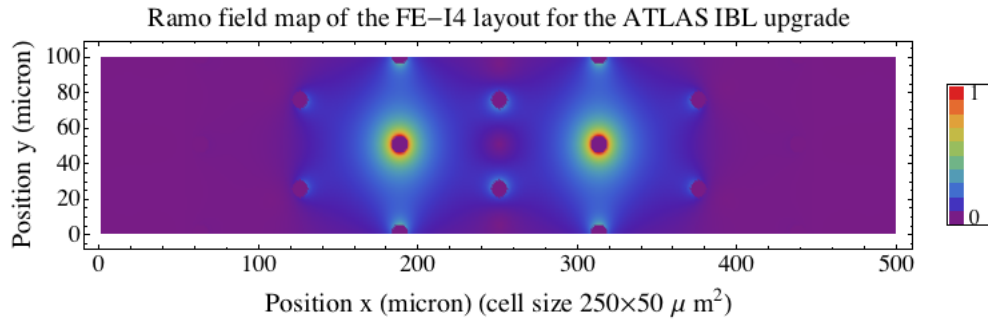 Ramo field map of the FE−I4 layout for the ATLAS IBL upgrade
Position y (micron)
100
80
60
40
20
0
0 100 200 300 400 500
Position x (micron) (cell size 250×50 μ m²)
1
0